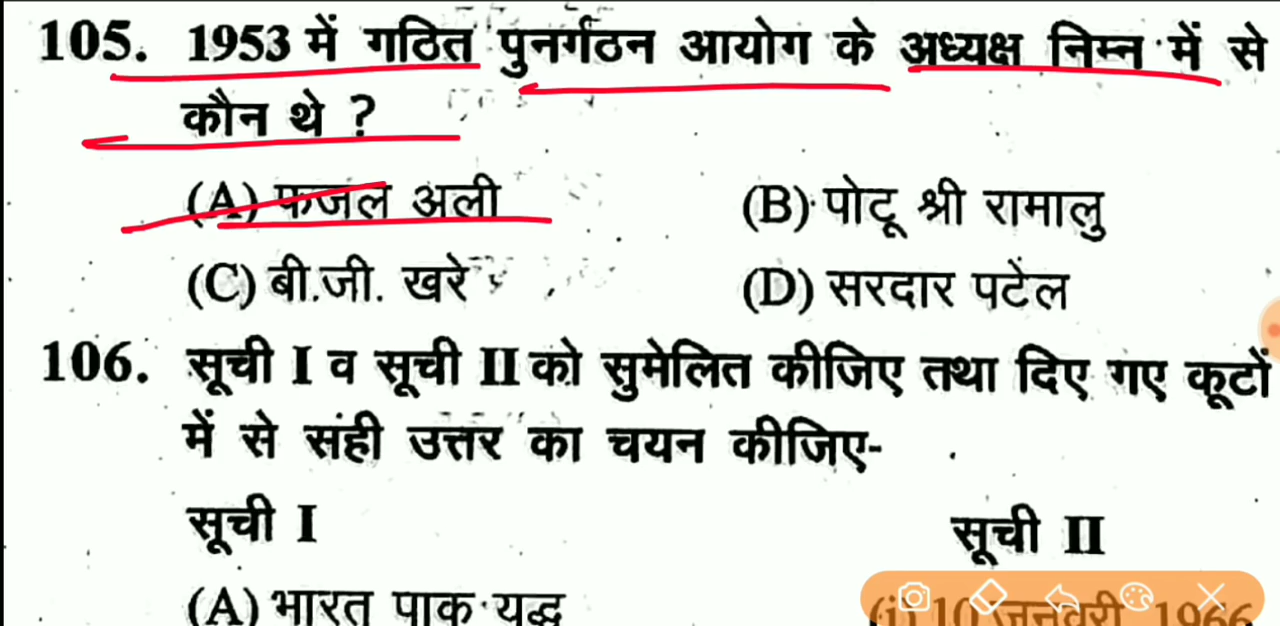 105. 1953 में गठित पुनर्गठन आयोग के अध्यक्ष निम्न में से
कौन थे ?
(A) फजल अली (B) पोटू श्री रामालु
(C) बी.जी. खरे (D) सरदार पटेल
106. सूची I व सूची II को सुमेलित कीजिए तथा दिए गए कूटों
में से सही उत्तर का चयन कीजिए-
सूची I सूची II
(A) भारत पाक युद्ध (i) 10 जनवरी 1966